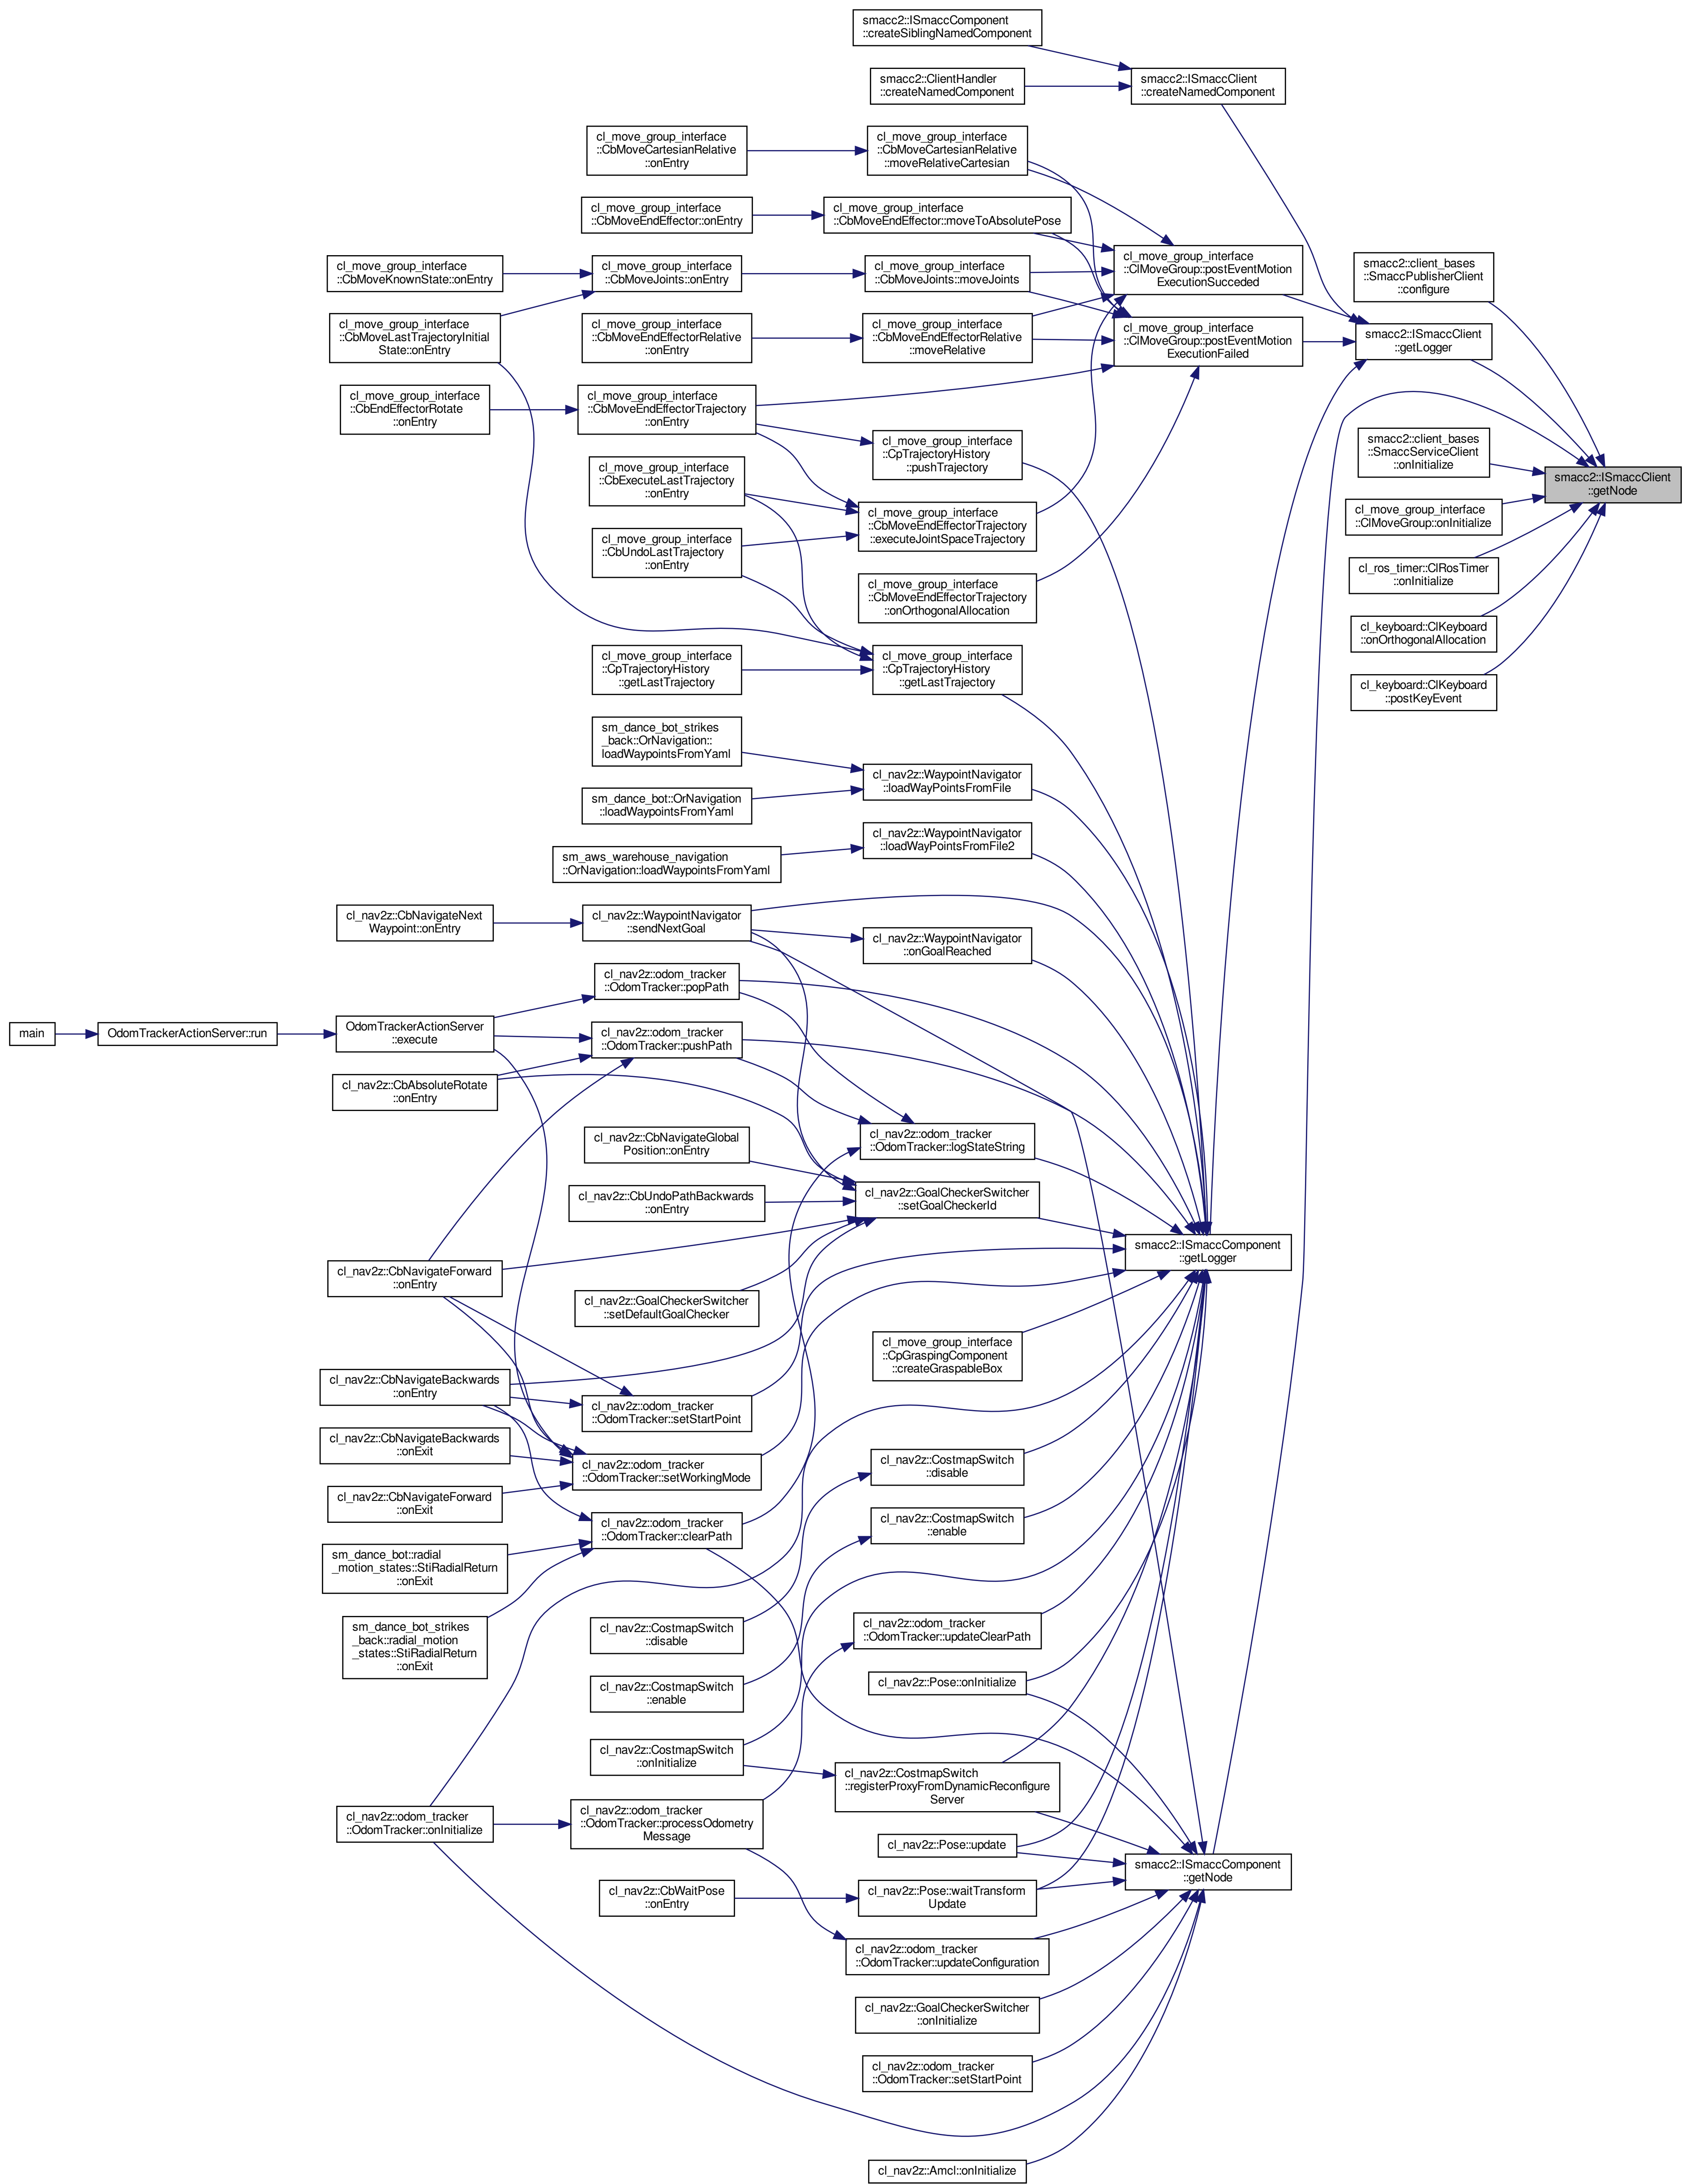 smacc2::ISmaccComponent
::createSiblingNamedComponent
smacc2::ClientHandler
::createNamedComponent
smacc2::ISmaccClient
::createNamedComponent
cl_move_group_interface
::CbMoveCartesianRelative
::onEntry
cl_move_group_interface
::CbMoveCartesianRelative
::moveRelativeCartesian
cl_move_group_interface
::CbMoveEndEffector::onEntry
cl_move_group_interface
::CbMoveEndEffector::moveToAbsolutePose
cl_move_group_interface
::CbMoveKnownState::onEntry
cl_move_group_interface
::CbMoveJoints::onEntry
cl_move_group_interface
::CbMoveJoints::moveJoints
cl_move_group_interface
::ClMoveGroup::postEventMotion
ExecutionSucceded
smacc2::client_bases
::SmaccPublisherClient
::configure
cl_move_group_interface
::CbMoveLastTrajectoryInitial
State::onEntry
cl_move_group_interface
::CbMoveEndEffectorRelative
::onEntry
cl_move_group_interface
::CbMoveEndEffectorRelative
::moveRelative
cl_move_group_interface
::ClMoveGroup::postEventMotion
ExecutionFailed
smacc2::ISmaccClient
::getLogger
cl_move_group_interface
::CbEndEffectorRotate
::onEntry
cl_move_group_interface
::CbMoveEndEffectorTrajectory
::onEntry
cl_move_group_interface
::CpTrajectoryHistory
::pushTrajectory
smacc2::client_bases
::SmaccServiceClient
::onInitialize
cl_move_group_interface
::CbExecuteLastTrajectory
::onEntry
smacc2::ISmaccClient
::getNode
cl_move_group_interface
::CbMoveEndEffectorTrajectory
::executeJointSpaceTrajectory
cl_move_group_interface
::ClMoveGroup::onInitialize
cl_move_group_interface
::CbUndoLastTrajectory
::onEntry
cl_ros_timer::ClRosTimer
::onInitialize
cl_move_group_interface
::CbMoveEndEffectorTrajectory
::onOrthogonalAllocation
cl_keyboard::ClKeyboard
::onOrthogonalAllocation
cl_move_group_interface
::CpTrajectoryHistory
::getLastTrajectory
cl_move_group_interface
::CpTrajectoryHistory
::getLastTrajectory
cl_keyboard::ClKeyboard
::postKeyEvent
sm_dance_bot_strikes
_back::OrNavigation::
loadWaypointsFromYaml
cl_nav2z::WaypointNavigator
::loadWayPointsFromFile
sm_dance_bot::OrNavigation
::loadWaypointsFromYaml
cl_nav2z::WaypointNavigator
::loadWayPointsFromFile2
sm_aws_warehouse_navigation
::OrNavigation::loadWaypointsFromYaml
cl_nav2z::CbNavigateNext
Waypoint::onEntry
cl_nav2z::WaypointNavigator
::sendNextGoal
cl_nav2z::WaypointNavigator
::onGoalReached
cl_nav2z::odom_tracker
::OdomTracker::popPath
main
OdomTrackerActionServer::run
OdomTrackerActionServer
::execute
cl_nav2z::odom_tracker
::OdomTracker::pushPath
cl_nav2z::CbAbsoluteRotate
::onEntry
cl_nav2z::CbNavigateGlobal
Position::onEntry
cl_nav2z::odom_tracker
::OdomTracker::logStateString
cl_nav2z::CbUndoPathBackwards
::onEntry
cl_nav2z::GoalCheckerSwitcher
::setGoalCheckerId
smacc2::ISmaccComponent
::getLogger
cl_nav2z::CbNavigateForward
::onEntry
cl_nav2z::GoalCheckerSwitcher
::setDefaultGoalChecker
cl_move_group_interface
::CpGraspingComponent
::createGraspableBox
cl_nav2z::CbNavigateBackwards
::onEntry
cl_nav2z::odom_tracker
::OdomTracker::setStartPoint
cl_nav2z::CbNavigateBackwards
::onExit
cl_nav2z::odom_tracker
::OdomTracker::setWorkingMode
cl_nav2z::CostmapSwitch
::disable
cl_nav2z::CbNavigateForward
::onExit
cl_nav2z::odom_tracker
::OdomTracker::clearPath
cl_nav2z::CostmapSwitch
::enable
sm_dance_bot::radial
_motion_states::StiRadialReturn
::onExit
sm_dance_bot_strikes
_back::radial_motion
_states::StiRadialReturn
::onExit
cl_nav2z::CostmapSwitch
::disable
cl_nav2z::odom_tracker
::OdomTracker::updateClearPath
cl_nav2z::CostmapSwitch
::enable
cl_nav2z::Pose::onInitialize
cl_nav2z::CostmapSwitch
::onInitialize
cl_nav2z::CostmapSwitch
::registerProxyFromDynamicReconfigure
Server
cl_nav2z::odom_tracker
::OdomTracker::onInitialize
cl_nav2z::odom_tracker
::OdomTracker::processOdometry
Message
cl_nav2z::Pose::update
smacc2::ISmaccComponent
::getNode
cl_nav2z::CbWaitPose
::onEntry
cl_nav2z::Pose::waitTransform
Update
cl_nav2z::odom_tracker
::OdomTracker::updateConfiguration
cl_nav2z::GoalCheckerSwitcher
::onInitialize
cl_nav2z::odom_tracker
::OdomTracker::setStartPoint
cl_nav2z::Amcl::onInitialize